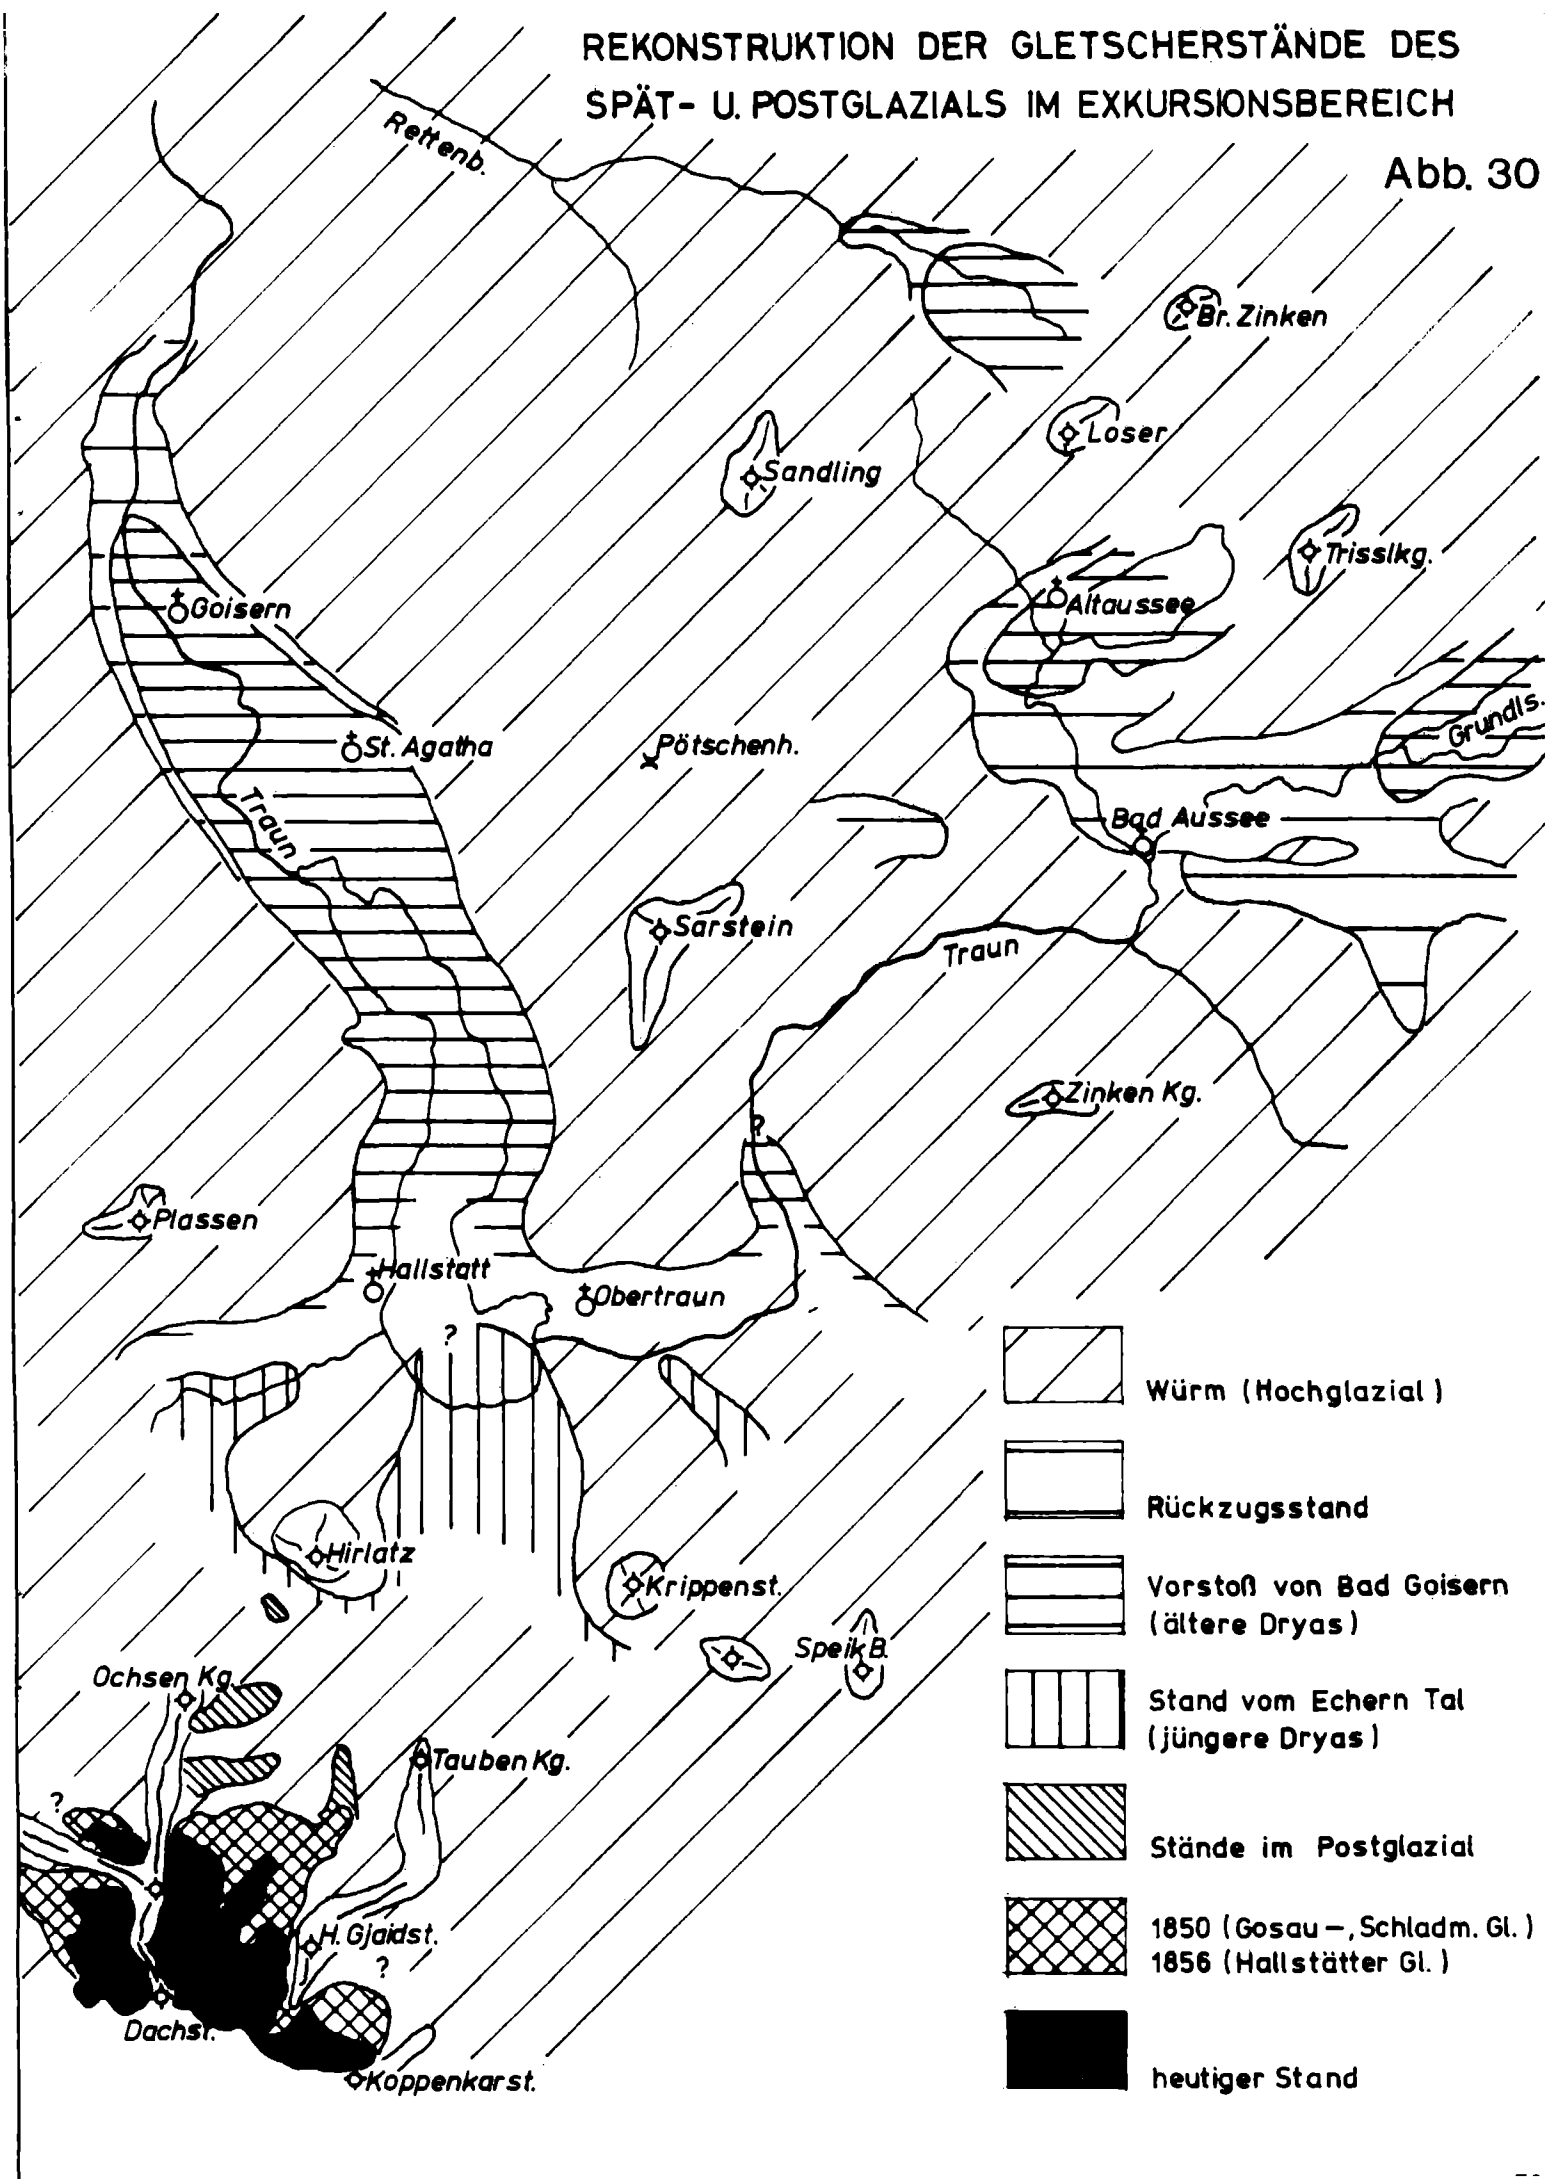 REKONSTRUKTION DER GLETSCHERSTÄNDE DES
SPÄT- U. POSTGLAZIALS IM EXKURSIONSBEREICH
Abb. 30
Rettenb.
Br. Zinken
Loser
Sandling
Trisslkg.
Goisern
Altaussee
Grundls.
St. Agatha
Pötschenh.
Traun
Bad Aussee
Sarstein
Traun
Zinken Kg.
?
Plassen
Hallstatt
Obertraun
?
Würm (Hochglazial)
Rückzugsstand
Hirlatz
Krippenst.
Vorstoß von Bad Goisern
(ältere Dryas)
Speik B.
Ochsen Kg.
Stand vom Echern Tal
(jüngere Dryas)
Tauben Kg.
?
Stände im Postglazial
H. Gjaidst.
?
1850 (Gosau-, Schladm. Gl.)
1856 (Hallstätter Gl.)
Dachst.
Koppenkarst.
heutiger Stand